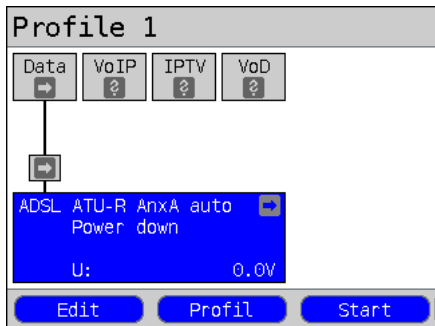 Profile 1
Data VoIP IPTV VoD
ADSL ATU-R AnxA auto
Power down
U: 0.0V
Edit Profil Start